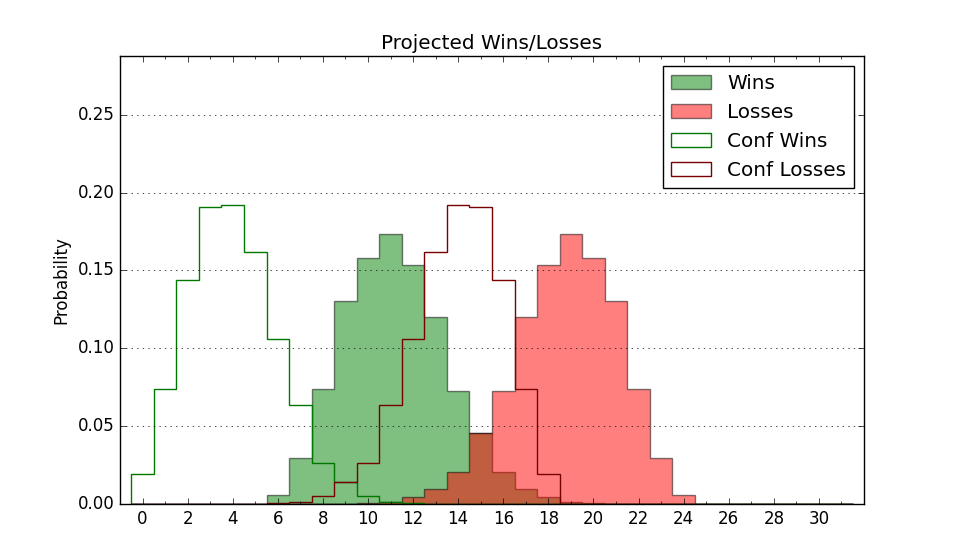 Projected Wins/Losses
Wins
Losses
Conf Wins
Conf Losses
Probability
0.25
0.20
0.15
0.10
0.05
0.00
0 2 4 6 8 10 12 14 16 18 20 22 24 26 28 30